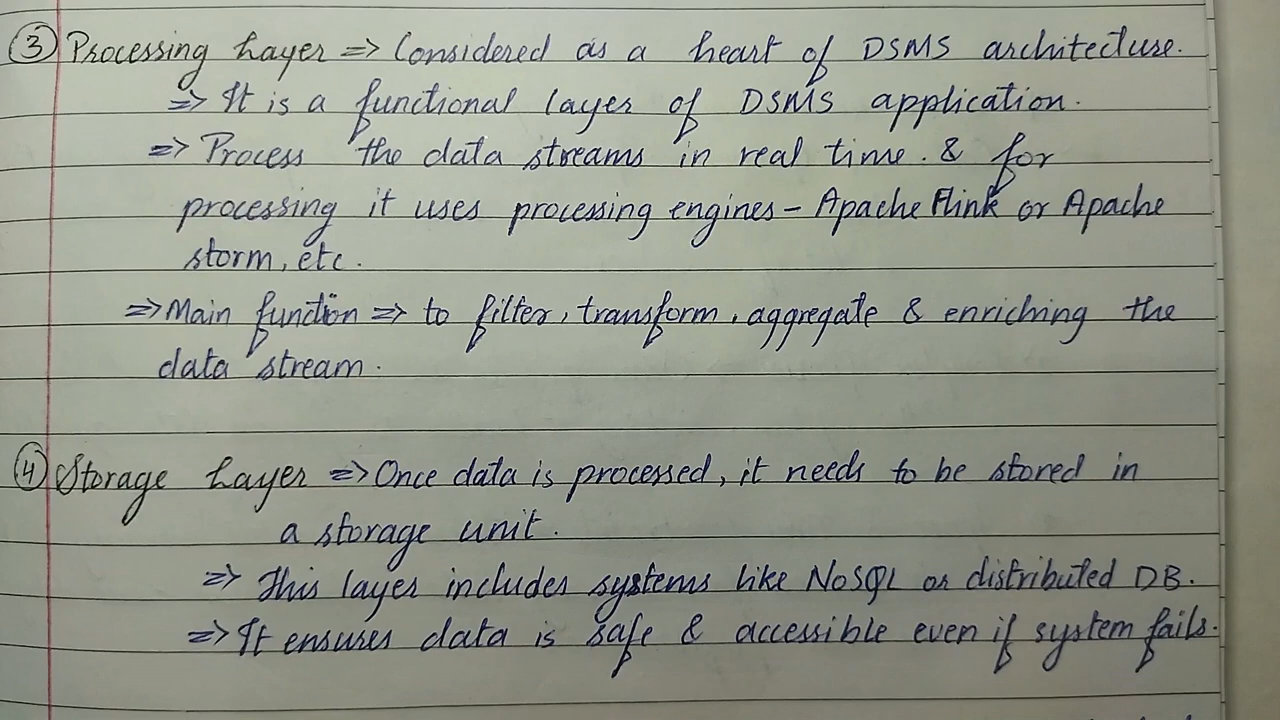 ③ Processing Layer => Considered as a heart of DSMS architecture.
=> It is a functional layer of DSMS application.
=> Process the data streams in real time. & for
processing it uses processing engines - Apache Flink or Apache
storm, etc.
=> Main function => to filter, transform, aggregate & enriching the
data stream.
④ Storage Layer => Once data is processed, it needs to be stored in
a storage unit.
=> This layer includes systems like NoSQL or distributed DB.
=> It ensures data is safe & accessible even if system fails.